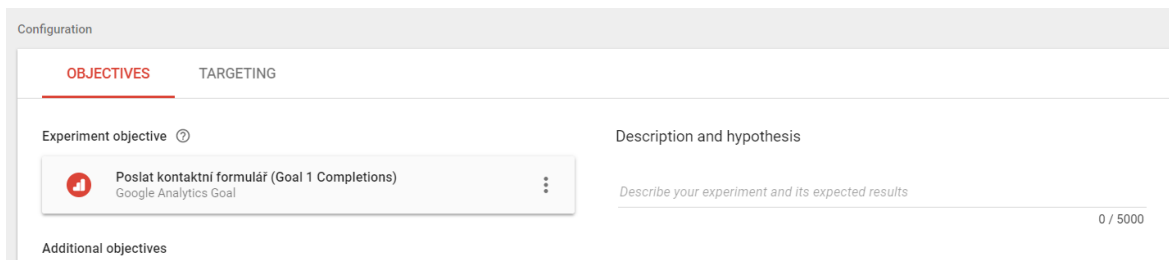 Configuration
OBJECTIVES TARGETING
Experiment objective
Poslat kontaktní formulář (Goal 1 Completions)
Google Analytics Goal
Additional objectives
Description and hypothesis
Describe your experiment and its expected results
0 / 5000